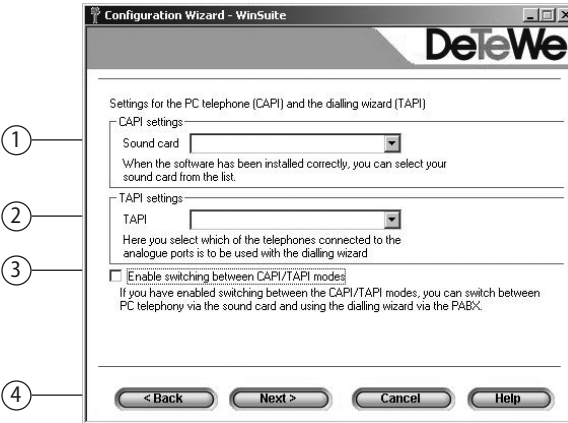 Configuration Wizard - WinSuite
DeTeWe
Settings for the PC telephone (CAPI) and the dialling wizard (TAPI)
CAPI settings
1
Sound card
When the software has been installed correctly, you can select your
sound card from the list.
TAPI settings
2
TAPI
Here you select which of the telephones connected to the
analogue ports is to be used with the dialling wizard
3
Enable switching between CAPI/TAPI modes
If you have enabled switching between the CAPI/TAPI modes, you can switch between
PC telephony via the sound card and using the dialling wizard via the PABX.
4
< Back Next > Cancel Help